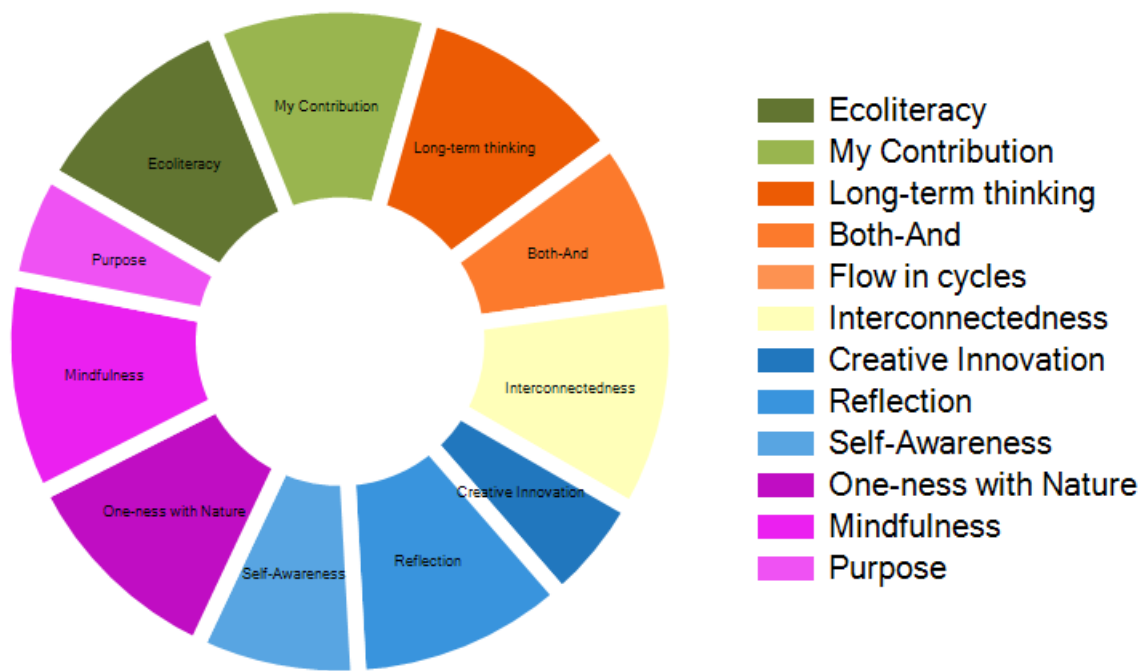 My Contribution
Long-term thinking
Ecoliteracy
Both-And
Purpose
Mindfulness
Interconnectedness
Creative Innovation
One-ness with Nature
Reflection
Self-Awareness
Ecoliteracy
My Contribution
Long-term thinking
Both-And
Flow in cycles
Interconnectedness
Creative Innovation
Reflection
Self-Awareness
One-ness with Nature
Mindfulness
Purpose